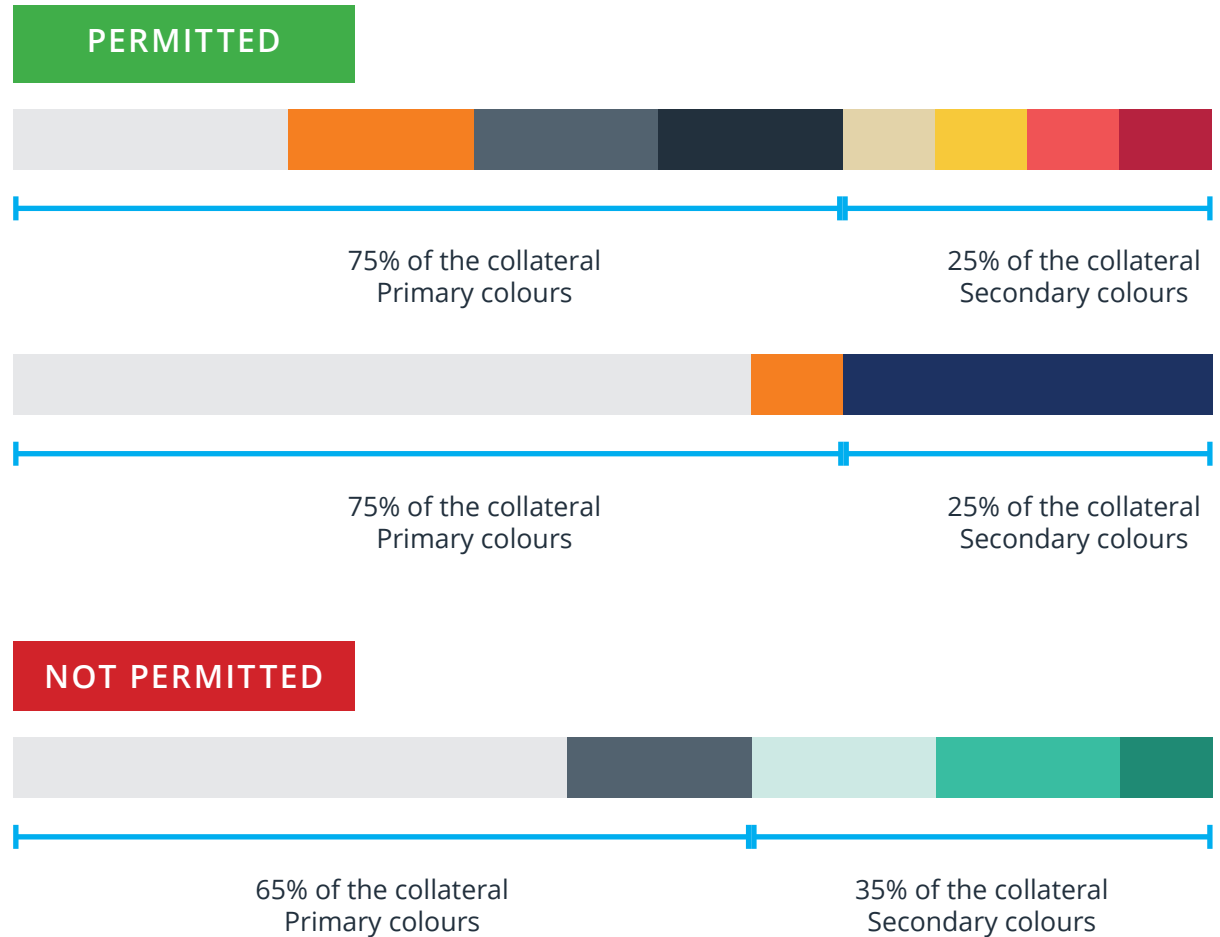 PERMITTED
75% of the collateral
Primary colours
25% of the collateral
Secondary colours
75% of the collateral
Primary colours
25% of the collateral
Secondary colours
NOT PERMITTED
65% of the collateral
Primary colours
35% of the collateral
Secondary colours